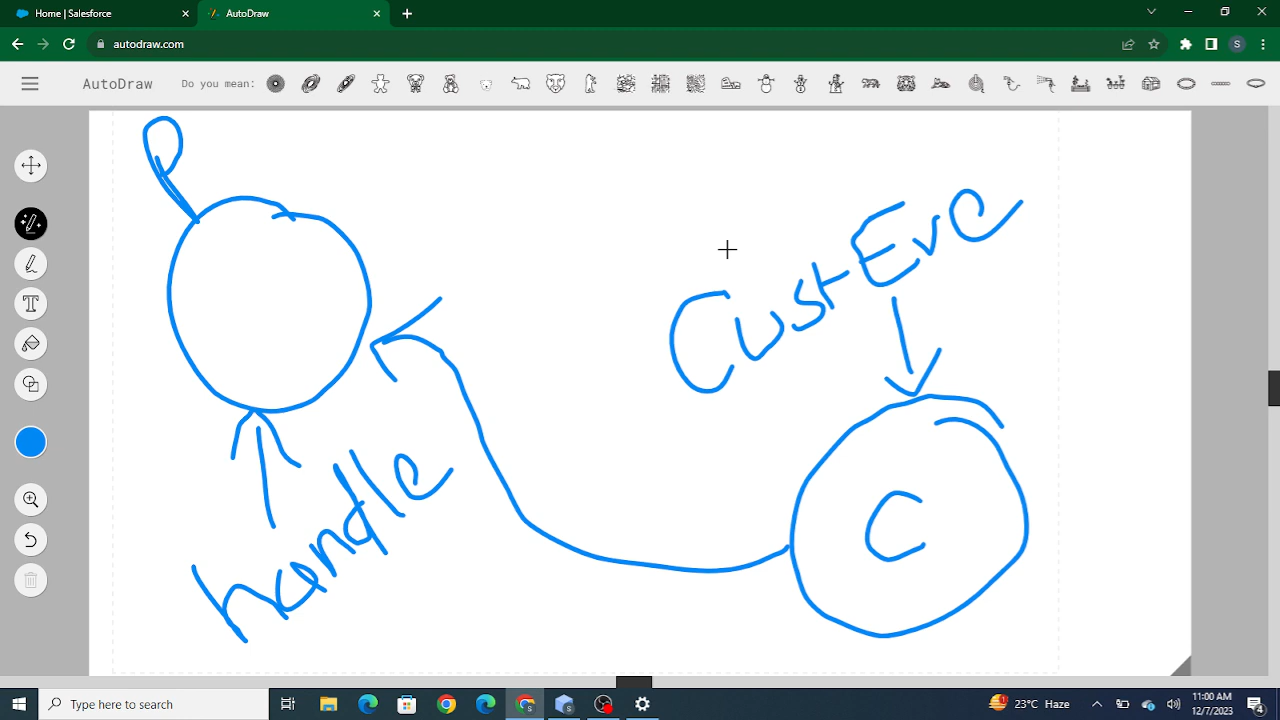 Home | Salesforce
AutoDraw
autodraw.com
S
AutoDraw
Do you mean:
P
CustEve
C
handle
T
Type here to search
23°C Haze
11:00 AM
12/7/2023
4